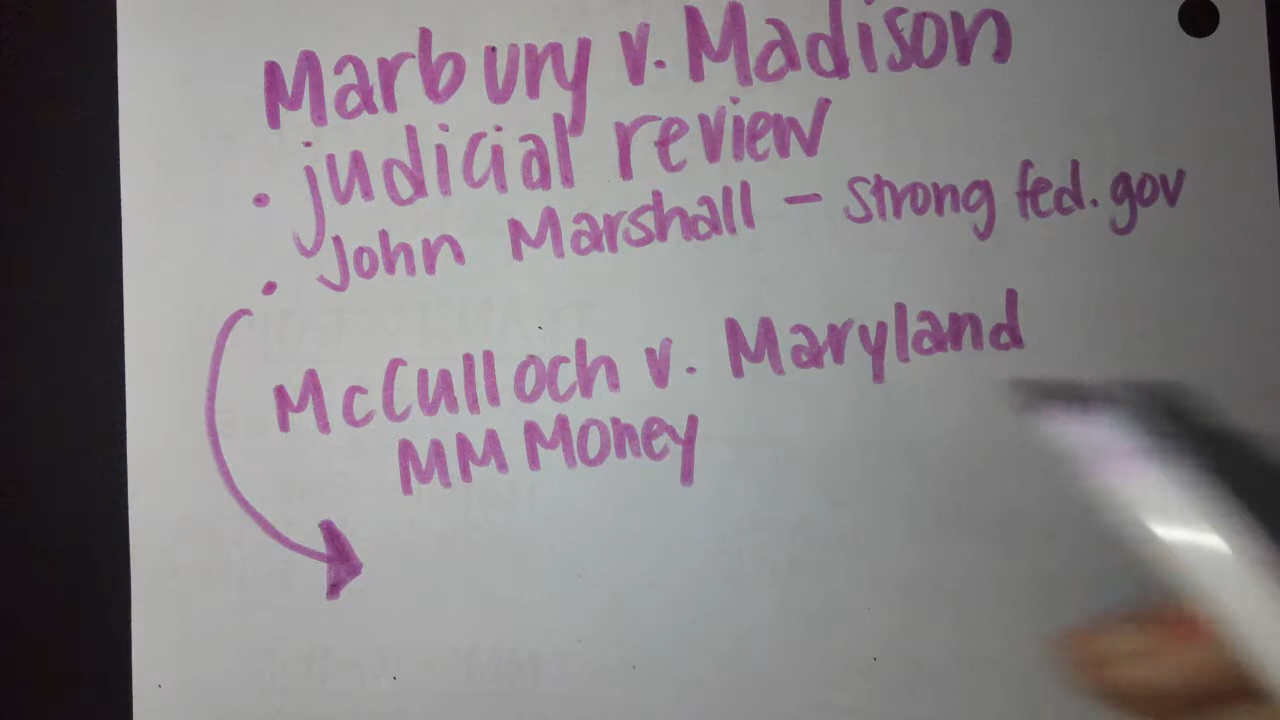 Marbury v. Madison
• judicial review
• John Marshall - strong fed. gov
McCulloch v. Maryland
MM Money